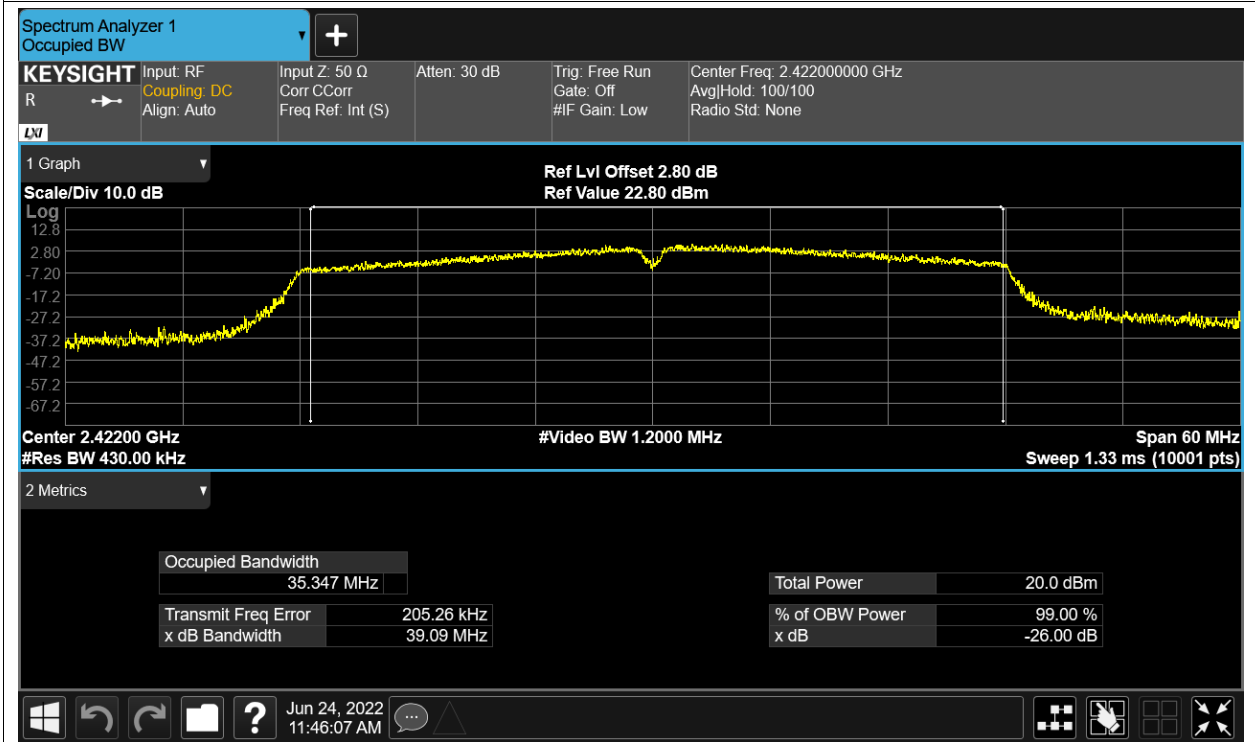 Spectrum Analyzer 1
Occupied BW
KEYSIGHT
R
LXI
Input: RF
Coupling: DC
Align: Auto
Input Z: 50 Ω
Corr CCorr
Freq Ref: Int (S)
Atten: 30 dB
Trig: Free Run
Gate: Off
#IF Gain: Low
Center Freq: 2.422000000 GHz
Avg|Hold: 100/100
Radio Std: None
1 Graph
Scale/Div 10.0 dB
Ref Lvl Offset 2.80 dB
Ref Value 22.80 dBm
Log
12.8
2.80
-7.20
-17.2
-27.2
-37.2
-47.2
-57.2
-67.2
Center 2.42200 GHz
#Res BW 430.00 kHz
#Video BW 1.2000 MHz
Span 60 MHz
Sweep 1.33 ms (10001 pts)
2 Metrics
Occupied Bandwidth
35.347 MHz
Transmit Freq Error 205.26 kHz
x dB Bandwidth 39.09 MHz
Total Power 20.0 dBm
% of OBW Power 99.00 %
x dB -26.00 dB
?
Jun 24, 2022
11:46:07 AM